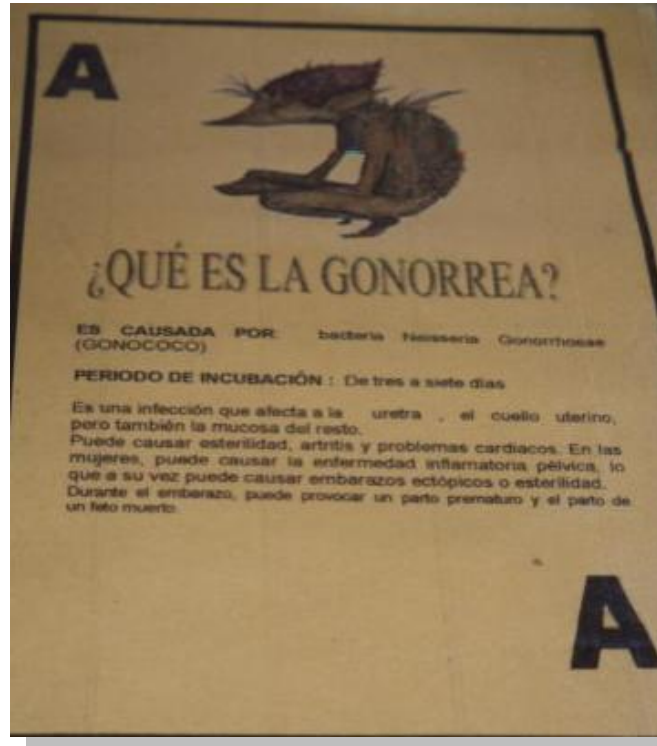 A
¿QUÉ ES LA GONORREA?
ES CAUSADA POR: bacteria Neisseria Gonorrhoeae
(GONOCOCO)
PERIODO DE INCUBACIÓN : De tres a siete días
Es una infección que afecta a la uretra , el cuello uterino,
pero también la mucosa del resto.
Puede causar esterilidad, artritis y problemas cardiacos. En las
mujeres, puede causar la enfermedad inflamatoria pélvica, lo
que a su vez puede causar embarazos ectópicos o esterilidad.
Durante el embarazo, puede provocar un parto prematuro y el parto de
un feto muerto.
A